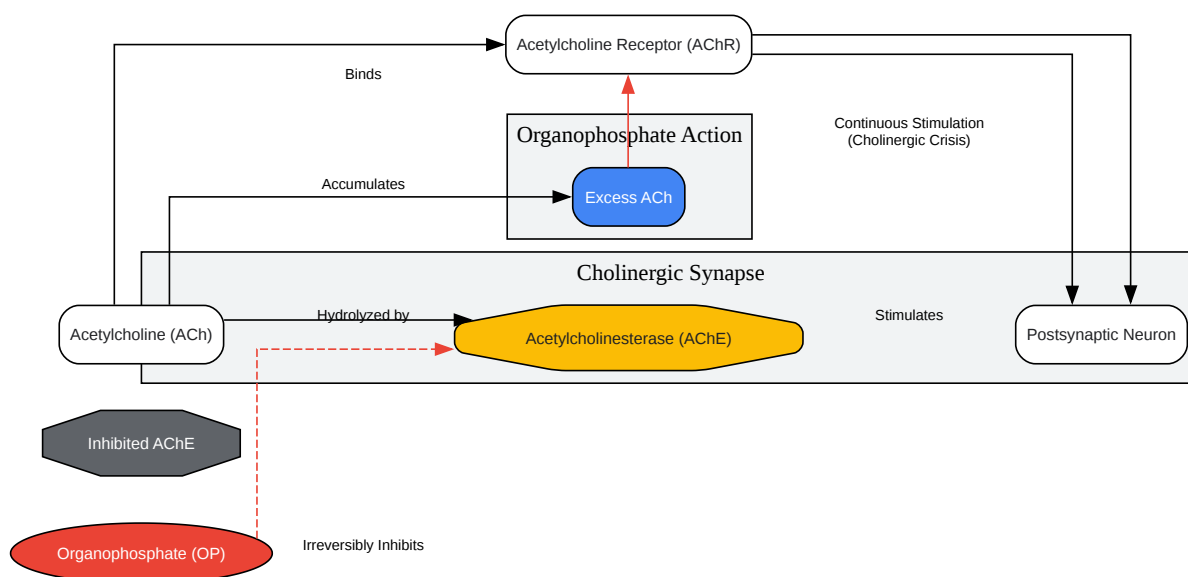 Acetylcholine Receptor (AChR)
Binds
Continuous Stimulation
(Cholinergic Crisis)
Organophosphate Action
Accumulates
Excess ACh
Cholinergic Synapse
Acetylcholine (ACh)
Hydrolyzed by
Acetylcholinesterase (AChE)
Stimulates
Postsynaptic Neuron
Inhibited AChE
Organophosphate (OP)
Irreversibly Inhibits